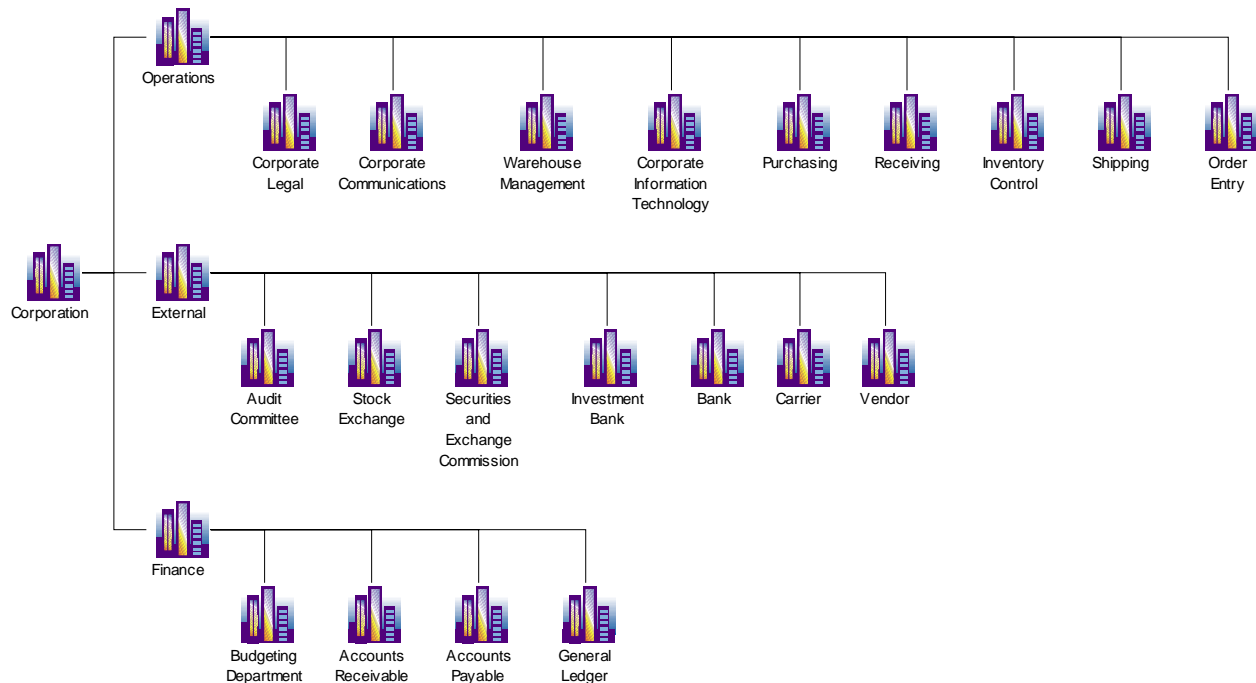 Operations
Corporate
Legal
Corporate
Communications
Warehouse
Management
Corporate
Information
Technology
Purchasing
Receiving
Inventory
Control
Shipping
Order
Entry
Corporation
External
Audit
Committee
Stock
Exchange
Securities
and
Exchange
Commission
Investment
Bank
Bank
Carrier
Vendor
Finance
Budgeting
Department
Accounts
Receivable
Accounts
Payable
General
Ledger